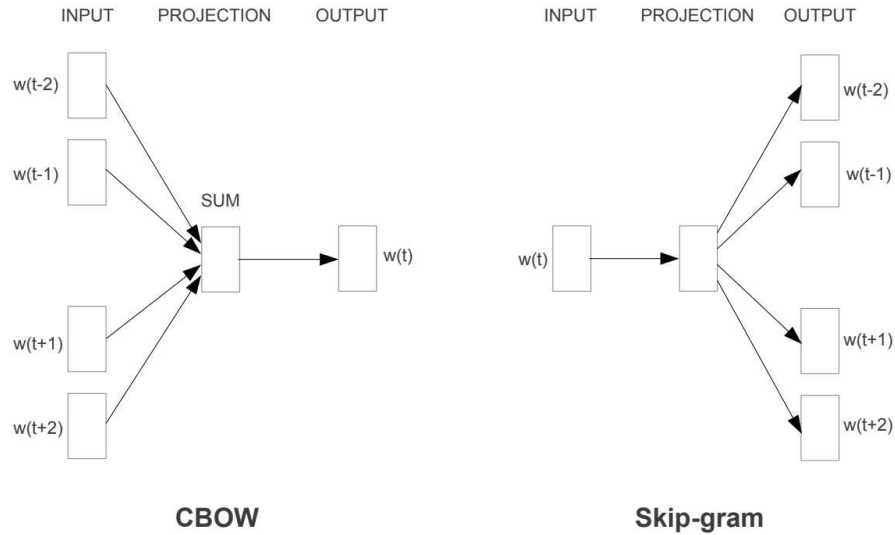 INPUT PROJECTION OUTPUT
w(t-2)
w(t-1)
SUM
w(t)
w(t+1)
w(t+2)
CBOW
INPUT PROJECTION OUTPUT
w(t-2)
w(t-1)
w(t)
w(t+1)
w(t+2)
Skip-gram